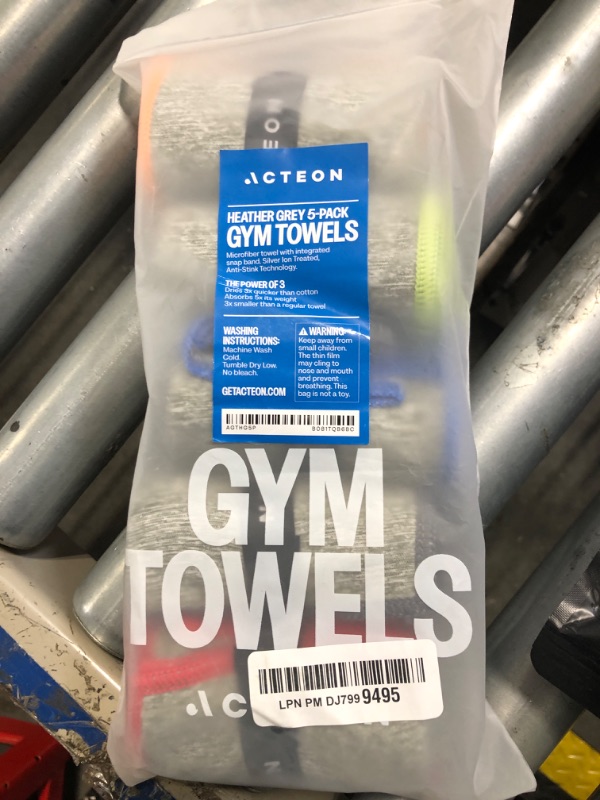 ACTEON
HEATHER GREY 5-PACK
GYM TOWELS
Microfiber towel with integrated
snap band. Silver Ion Treated,
Anti-Stink Technology.
THE POWER OF 3
Dries 3x quicker than cotton
Absorbs 5x its weight
3x smaller than a regular towel
WASHING
INSTRUCTIONS:
Machine Wash
Cold.
Tumble Dry Low.
No bleach.
GETACTEON.COM
WARNING
Keep away from
small children.
The thin film
may cling to
nose and mouth
and prevent
breathing. This
bag is not a toy.
AGTHG5P
GYM
TOWELS
LPN PM DJ799 9495